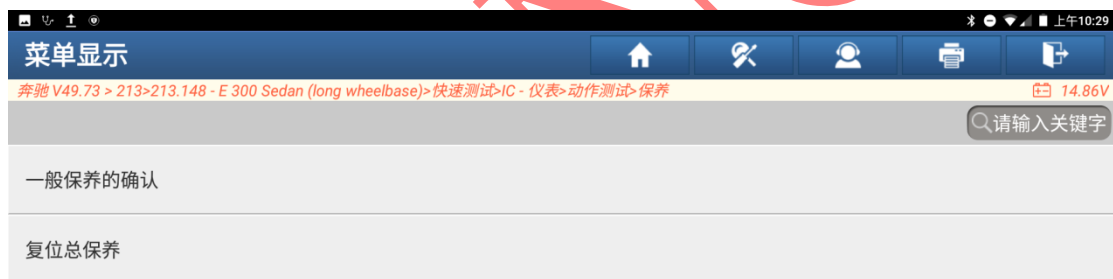 上午10:29
菜单显示
奔驰 V49.73 > 213>213.148 - E 300 Sedan (long wheelbase)>快速测试>IC - 仪表>动作测试>保养
14.86V
请输入关键字
一般保养的确认
复位总保养